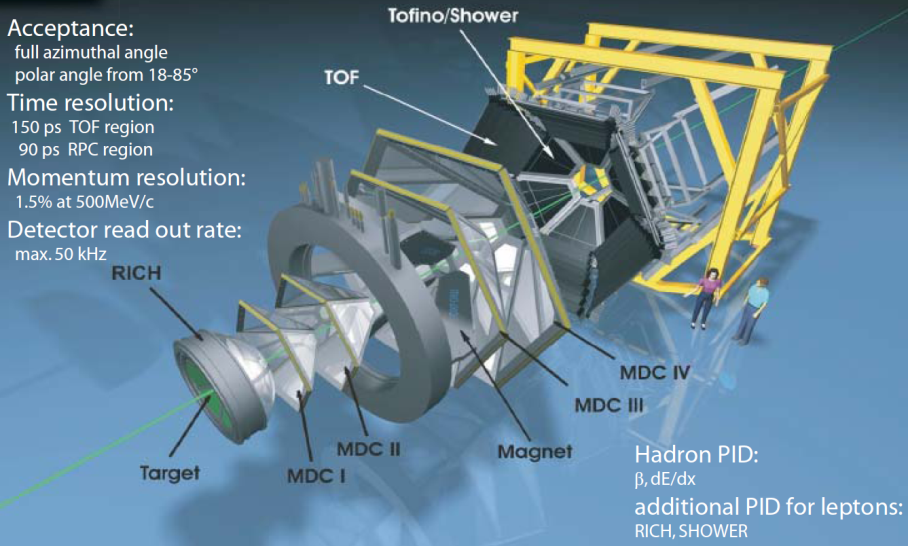 Acceptance:
full azimuthal angle
polar angle from 18-85°
Time resolution:
150 ps TOF region
90 ps RPC region
Momentum resolution:
1.5% at 500MeV/c
Detector read out rate:
max. 50 kHz
Tofino/Shower
TOF
RICH
MDC IV
MDC III
Magnet
MDC II
MDC I
Target
Hadron PID:
β, dE/dx
additional PID for leptons:
RICH, SHOWER